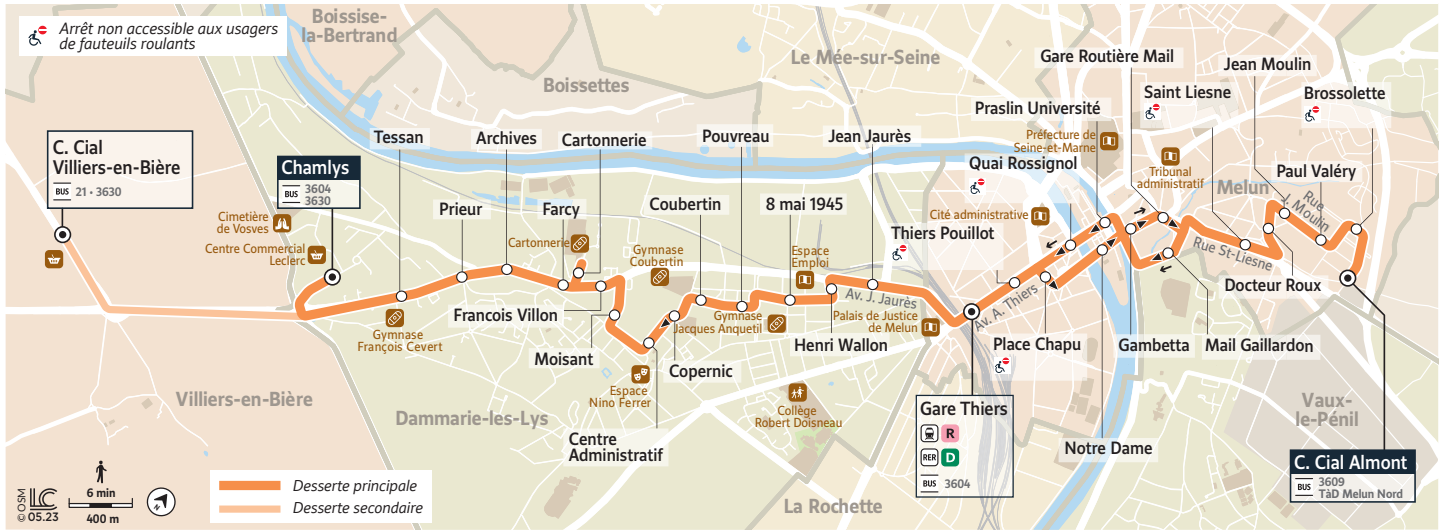 Arrêt non accessible aux usagers
de fauteuils roulants
Boissise-
la-Bertrand
Boissettes
Le Mée-sur-Seine
Gare Routière Mail
Jean Moulin
Saint Liesne
Brossolette
Praslin Université
Préfecture de
Seine-et-Marne
Quai Rossignol
Tribunal
administratif
Melun
Paul Valéry
Rue
J. Moulin
C. Cial
Villiers-en-Bière
BUS 21 • 3630
Chamlys
BUS 3604
3630
Tessan
Archives
Cartonnerie
Pouvreau
Jean Jaurès
Prieur
Farcy
Coubertin
8 mai 1945
Cité administrative
Thiers Pouillot
Cimetière
de Vosves
Centre Commercial
Leclerc
Cartonnerie
Gymnase
Coubertin
Espace
Emploi
Rue St-Liesne
Docteur Roux
Av. J. Jaurès
Av. A. Thiers
Gymnase
François Cevert
Francois Villon
Gymnase
Jacques Anquetil
Palais de Justice
de Melun
Henri Wallon
Place Chapu
Gambetta
Mail Gaillardon
Moisant
Copernic
Espace
Nino Ferrer
Collège
Robert Doisneau
Villiers-en-Bière
Dammarie-les-Lys
Centre
Administratif
Gare Thiers
R
RER D
BUS 3604
Notre Dame
Vaux-
le-Pénil
C. Cial Almont
BUS 3609
TàD Melun Nord
La Rochette
© OSM
LC
05.23
6 min
400 m
N
Desserte principale
Desserte secondaire